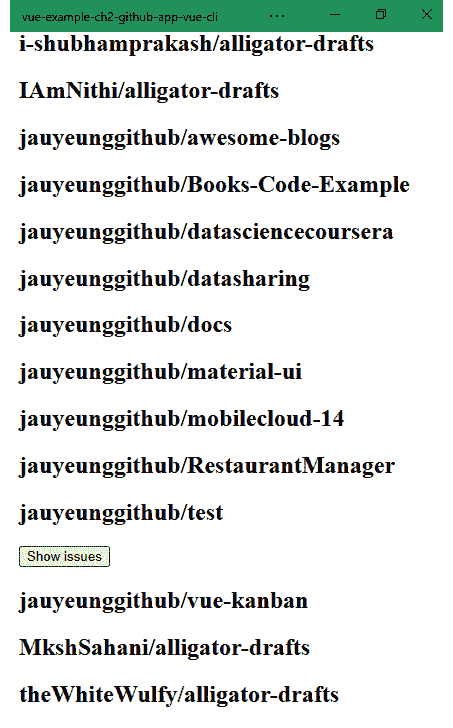 vue-example-ch2-github-app-vue-cli
i-shubhamprakash/alligator-drafts
IAmNithi/alligator-drafts
jauyeunggithub/awesome-blogs
jauyeunggithub/Books-Code-Example
jauyeunggithub/datasciencecoursera
jauyeunggithub/datasharing
jauyeunggithub/docs
jauyeunggithub/material-ui
jauyeunggithub/mobilecloud-14
jauyeunggithub/RestaurantManager
jauyeunggithub/test
Show issues
jauyeunggithub/vue-kanban
MkshSahani/alligator-drafts
theWhiteWulfy/alligator-drafts